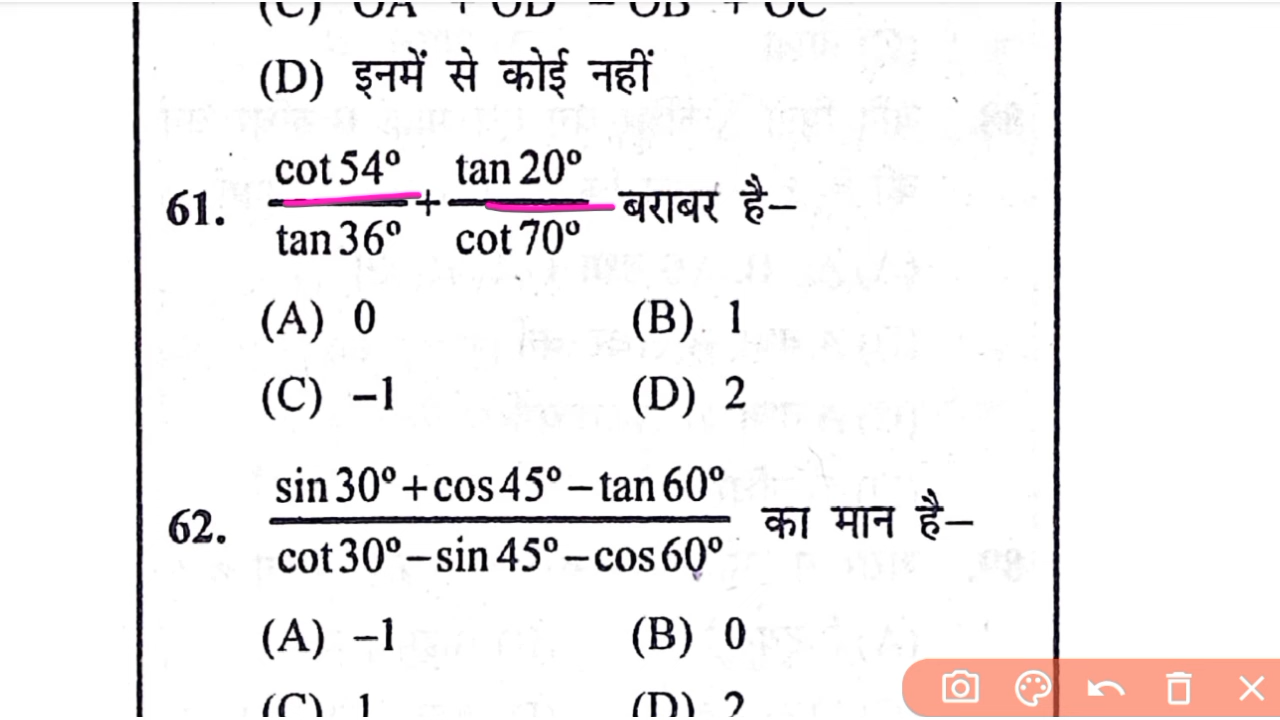 (D) इनमें से कोई नहीं
61. cot 54° / tan 36° + tan 20° / cot 70° बराबर है–
(A) 0 (B) 1
(C) –1 (D) 2
62. sin 30° + cos 45° – tan 60° / cot 30° – sin 45° – cos 60° का मान है–
(A) –1 (B) 0
(C) 1 (D) 2